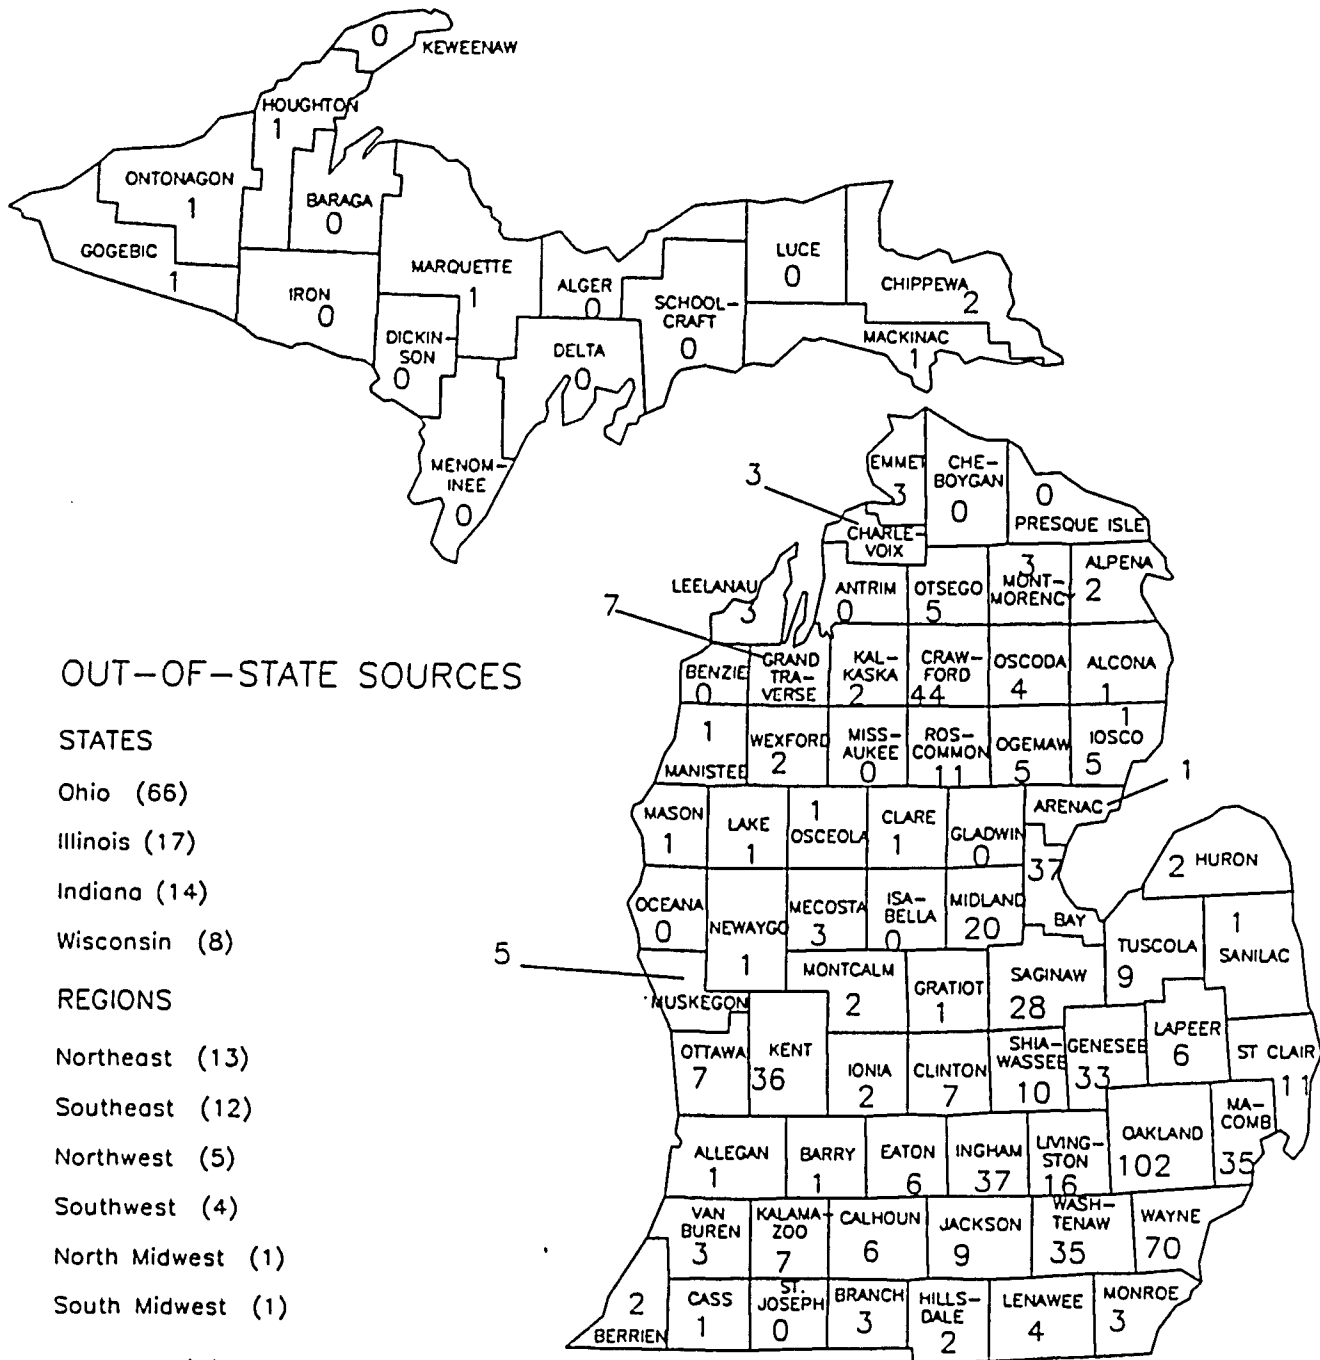 0
KEWEENAW
HOUGHTON
1
ONTONAGON
1
BARAGA
0
GOGEBIC
1
MARQUETTE
1
IRON
0
ALGER
0
LUCE
0
CHIPPEWA
2
SCHOOL-
CRAFT
0
DICKIN-
SON
0
DELTA
0
MACKINAC
1
MENOM-
INEE
0
EMMET
3
CHE-
BOYGAN
0
0
PRESQUE ISLE
3
CHARLE-
VOIX
LEELANAU
3
ANTRIM
0
OTSEGO
5
3
MONT-
MORENCY
ALPENA
2
7
BENZIE
0
GRAND
TRA-
VERSE
KAL-
KASKA
2
CRAW-
FORD
44
OSCODA
4
ALCONA
1
1
1
MANISTEE
WEXFORD
2
MISS-
AUKEE
0
ROS-
COMMON
11
OGEMAW
5
IOSCO
5
MASON
1
LAKE
1
1
OSCEOLA
CLARE
1
GLADWIN
0
ARENAC
1
37
BAY
2 HURON
OCEANA
0
NEWAYGO
1
MECOSTA
3
ISA-
BELLA
0
MIDLAND
20
TUSCOLA
9
1
SANILAC
5
MUSKEGON
MONTCALM
2
GRATIOT
1
SAGINAW
28
OTTAWA
7
KENT
36
IONIA
2
CLINTON
7
SHIA-
WASSEE
10
GENESEE
33
LAPEER
6
ST CLAIR
11
ALLEGAN
1
BARRY
1
EATON
6
INGHAM
37
LIVING-
STON
16
OAKLAND
102
MA-
COMB
35
VAN
BUREN
3
KALAMA-
ZOO
7
CALHOUN
6
JACKSON
9
WASH-
TENAW
35
WAYNE
70
2
BERRIEN
CASS
1
ST.
JOSEPH
0
BRANCH
3
HILLS-
DALE
2
LENAWEE
4
MONROE
3
OUT-OF-STATE SOURCES
STATES
Ohio (66)
Illinois (17)
Indiana (14)
Wisconsin (8)
REGIONS
Northeast (13)
Southeast (12)
Northwest (5)
Southwest (4)
North Midwest (1)
South Midwest (1)